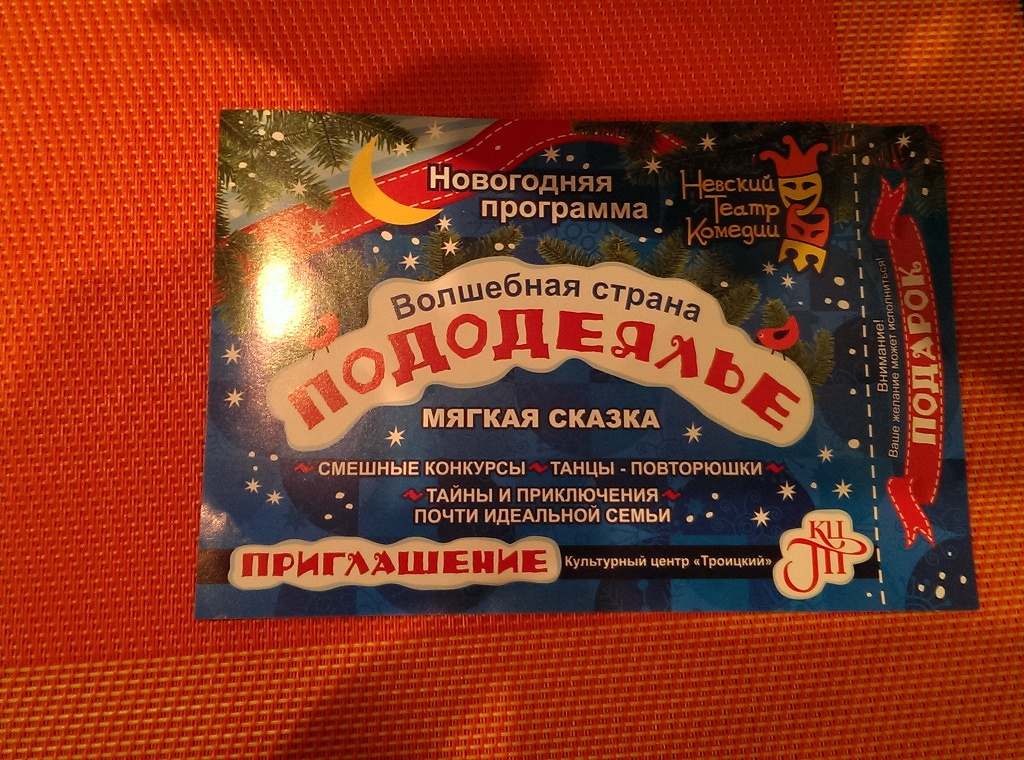 Новогодняя
программа
Невский
Театр
Комедии
Волшебная страна
ПОДОДЕЯЛЬЕ
МЯГКАЯ СКАЗКА
~ СМЕШНЫЕ КОНКУРСЫ ~ ТАНЦЫ - ПОВТОРЮШКИ ~
~ ТАЙНЫ И ПРИКЛЮЧЕНИЯ ~
ПОЧТИ ИДЕАЛЬНОЙ СЕМЬИ
ПРИГЛАШЕНИЕ
Культурный центр «Троицкий»
КЦ
Т
Внимание!
Ваше желание может исполниться!
ПОДАРОК